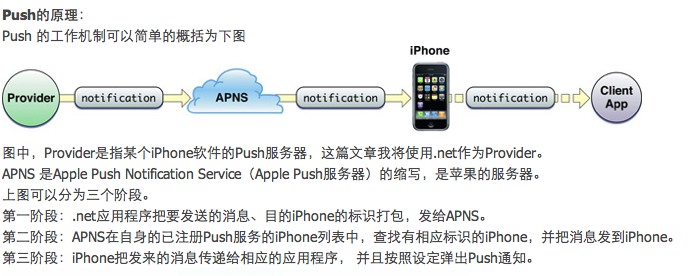 Push的原理：
Push 的工作机制可以简单的概括为下图
iPhone
Provider
notification
APNS
notification
notification
Client
App
图中，Provider是指某个iPhone软件的Push服务器，这篇文章我将使用.net作为Provider。
APNS 是Apple Push Notification Service（Apple Push服务器）的缩写，是苹果的服务器。
上图可以分为三个阶段。
第一阶段：.net应用程序把要发送的消息、目的iPhone的标识打包，发给APNS。
第二阶段：APNS在自身的已注册Push服务的iPhone列表中，查找有相应标识的iPhone，并把消息发到iPhone。
第三阶段：iPhone把发来的消息传递给相应的应用程序， 并且按照设定弹出Push通知。